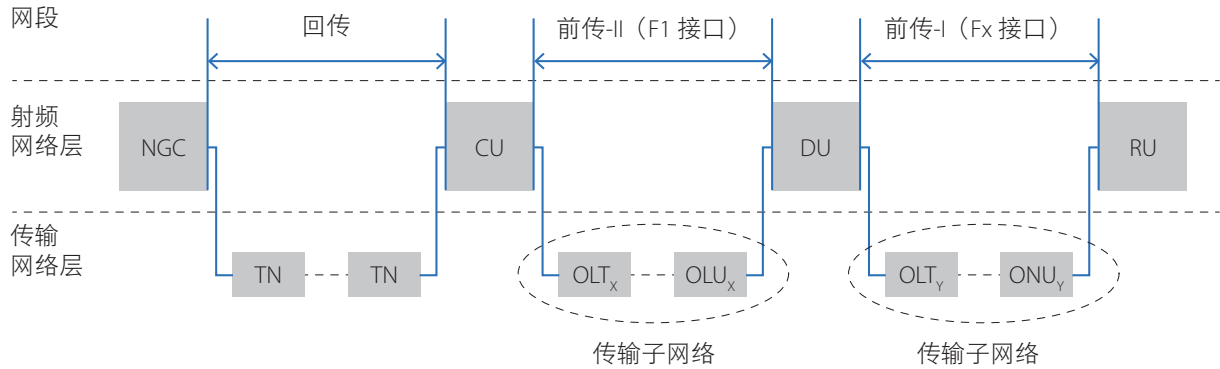 网段
回传
前传-II（F1 接口）
前传-I（Fx 接口）
射频
网络层
NGC
CU
DU
RU
传输
网络层
TN
TN
OLTX
OLUX
OLTY
ONUY
传输子网络
传输子网络